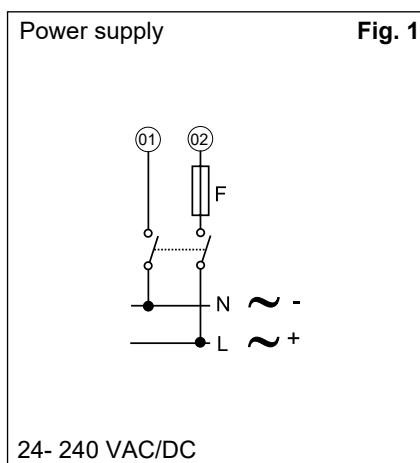 Power supply Fig. 1
01 02
F
N ~ -
L ~ +
24- 240 VAC/DC